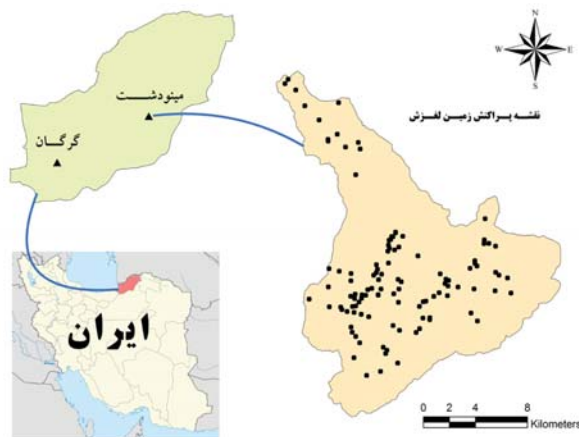 N
W E
S
مینودشت
نقشه پراکنش زمین لغزش
گرگان
ایران
0 2 4 8
Kilometers